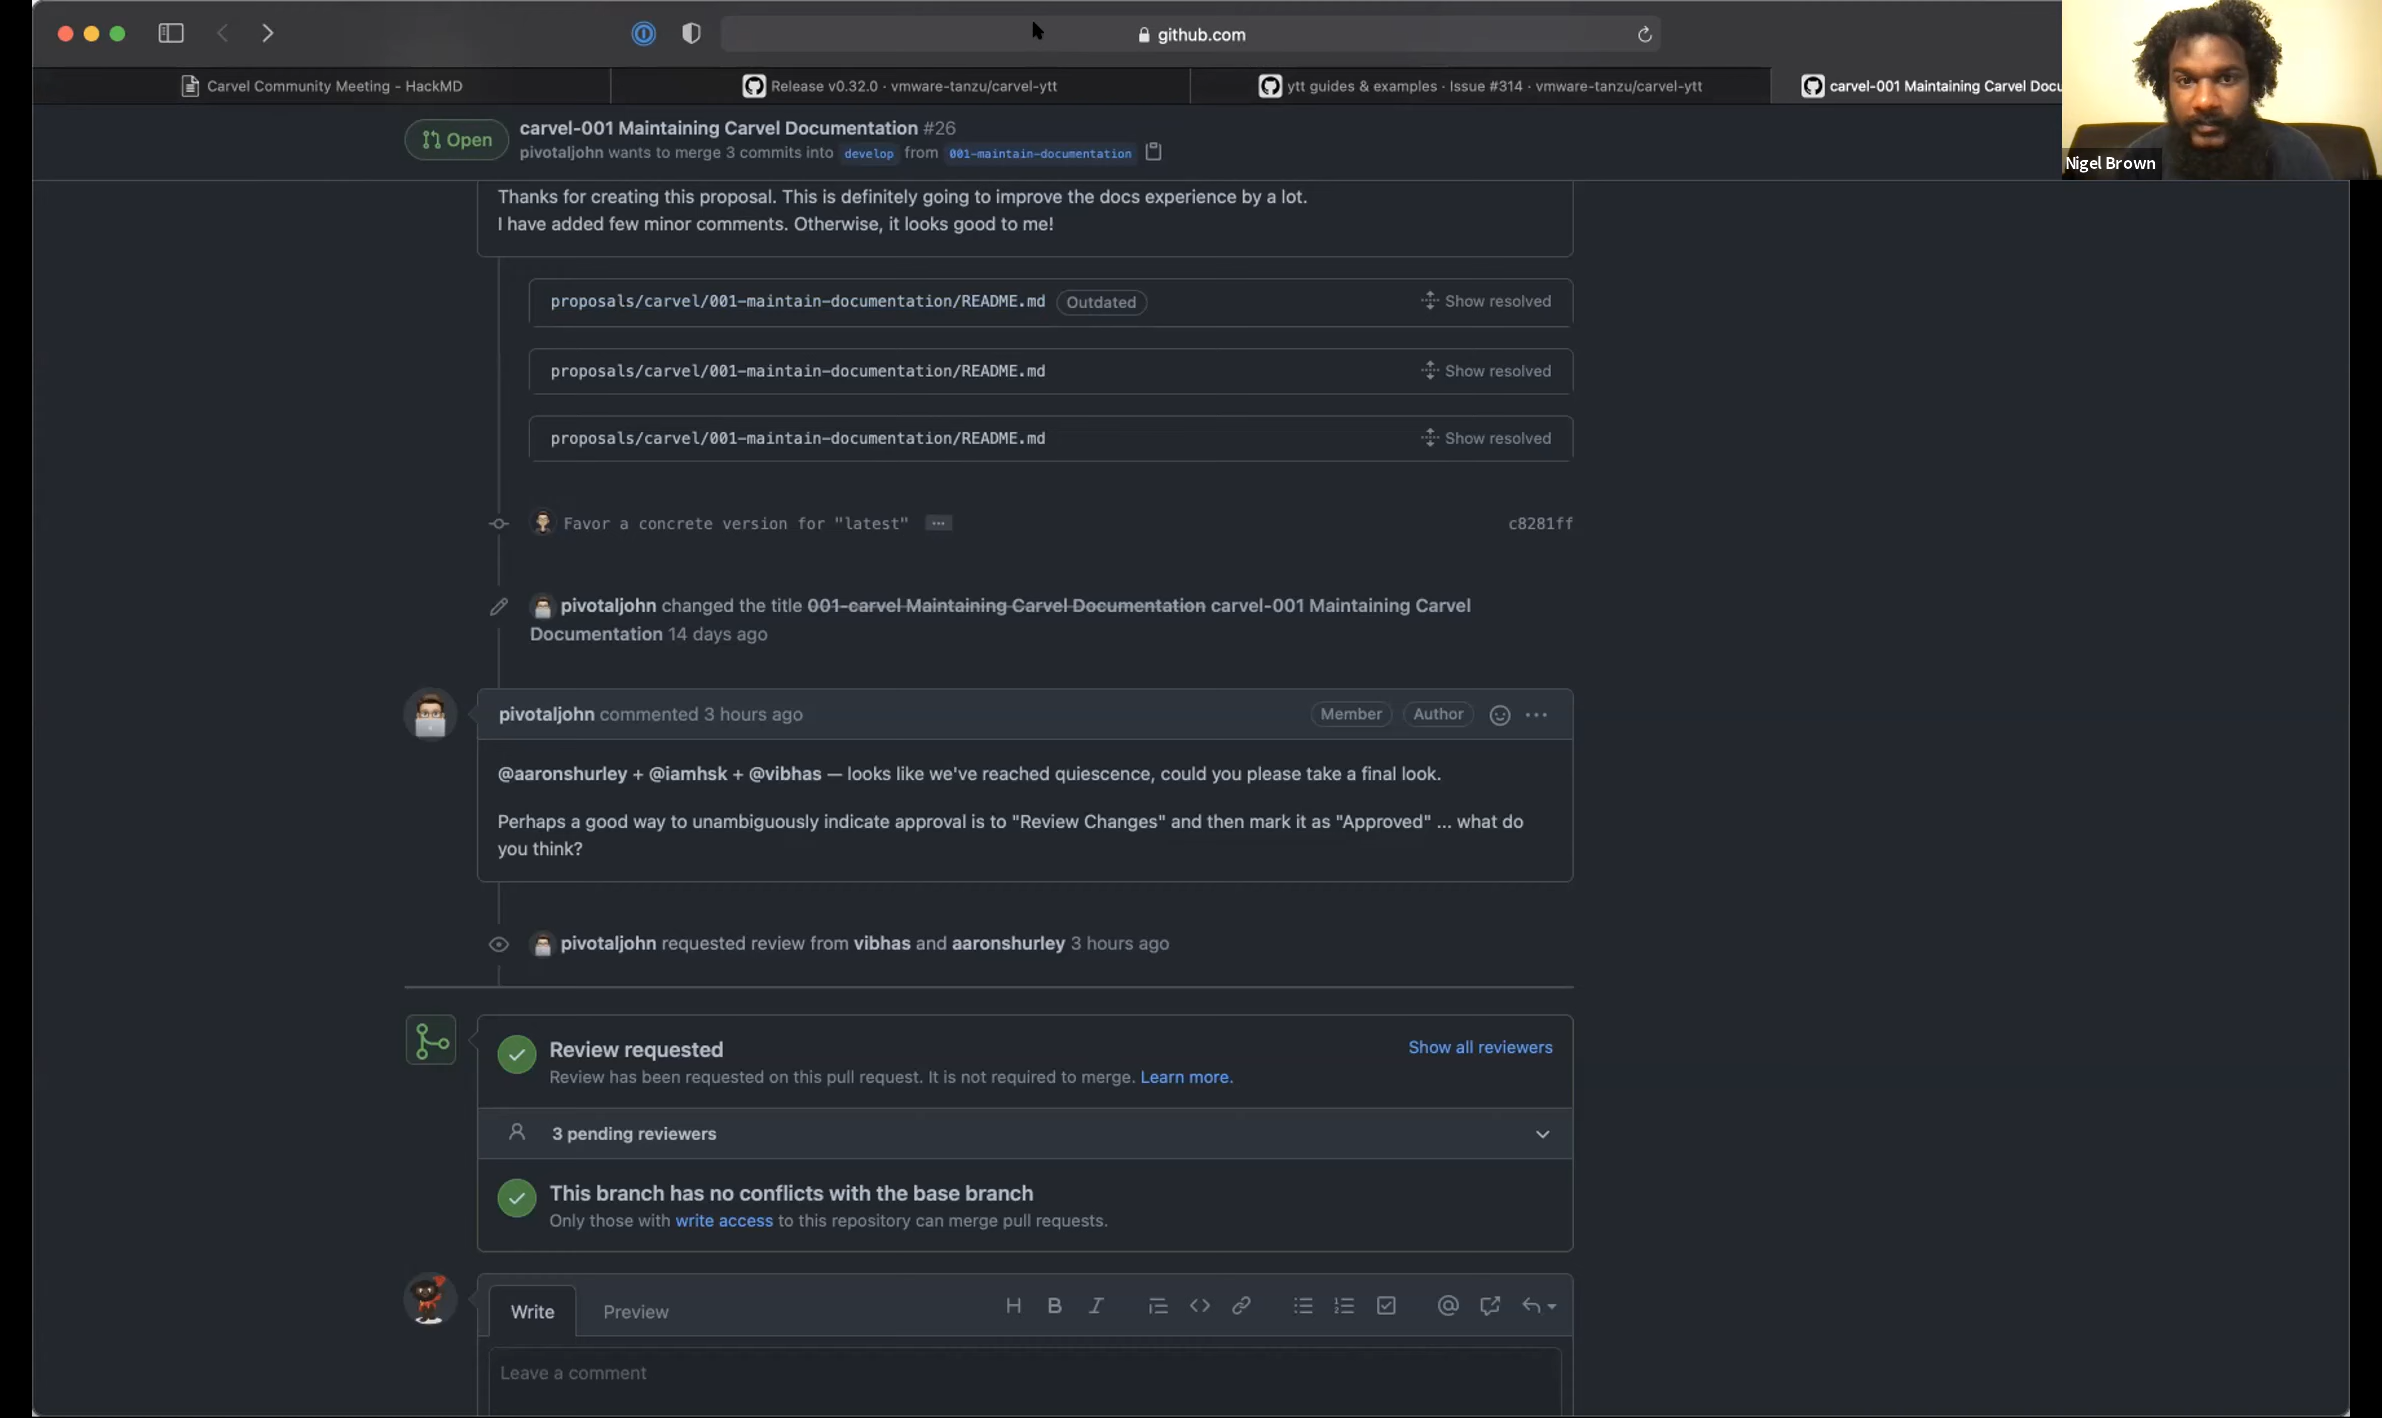 github.com
Carvel Community Meeting - HackMD
Release v0.32.0 · vmware-tanzu/carvel-ytt
ytt guides & examples · Issue #314 · vmware-tanzu/carvel-ytt
carvel-001 Maintaining Carvel Docu
Nigel Brown
Open
carvel-001 Maintaining Carvel Documentation #26
pivotaljohn wants to merge 3 commits into develop from 001-maintain-documentation
Thanks for creating this proposal. This is definitely going to improve the docs experience by a lot.
I have added few minor comments. Otherwise, it looks good to me!
proposals/carvel/001-maintain-documentation/README.md Outdated Show resolved
proposals/carvel/001-maintain-documentation/README.md Show resolved
proposals/carvel/001-maintain-documentation/README.md Show resolved
Favor a concrete version for "latest" ... c8281ff
pivotaljohn changed the title 001-carvel Maintaining Carvel Documentation carvel-001 Maintaining Carvel
Documentation 14 days ago
pivotaljohn commented 3 hours ago Member Author ...
@aaronshurley + @iamhsk + @vibhas — looks like we've reached quiescence, could you please take a final look.
Perhaps a good way to unambiguously indicate approval is to "Review Changes" and then mark it as "Approved" ... what do
you think?
pivotaljohn requested review from vibhas and aaronshurley 3 hours ago
Review requested
Show all reviewers
Review has been requested on this pull request. It is not required to merge. Learn more.
3 pending reviewers
This branch has no conflicts with the base branch
Only those with write access to this repository can merge pull requests.
Write Preview H B I @
Leave a comment